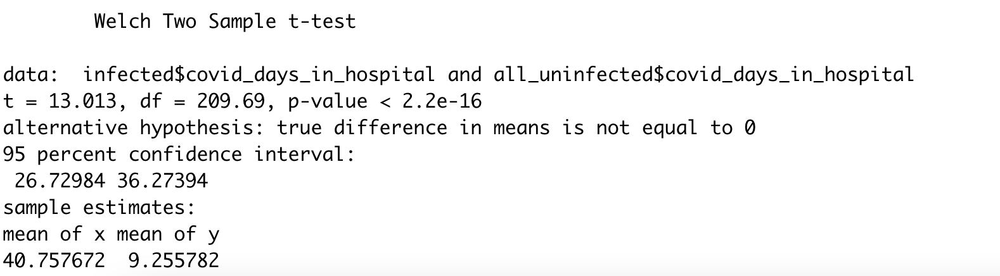 Welch Two Sample t-test
data:  infected$covid_days_in_hospital and all_uninfected$covid_days_in_hospital
t = 13.013, df = 209.69, p-value < 2.2e-16
alternative hypothesis: true difference in means is not equal to 0
95 percent confidence interval:
 26.72984 36.27394
sample estimates:
mean of x mean of y
40.757672  9.255782